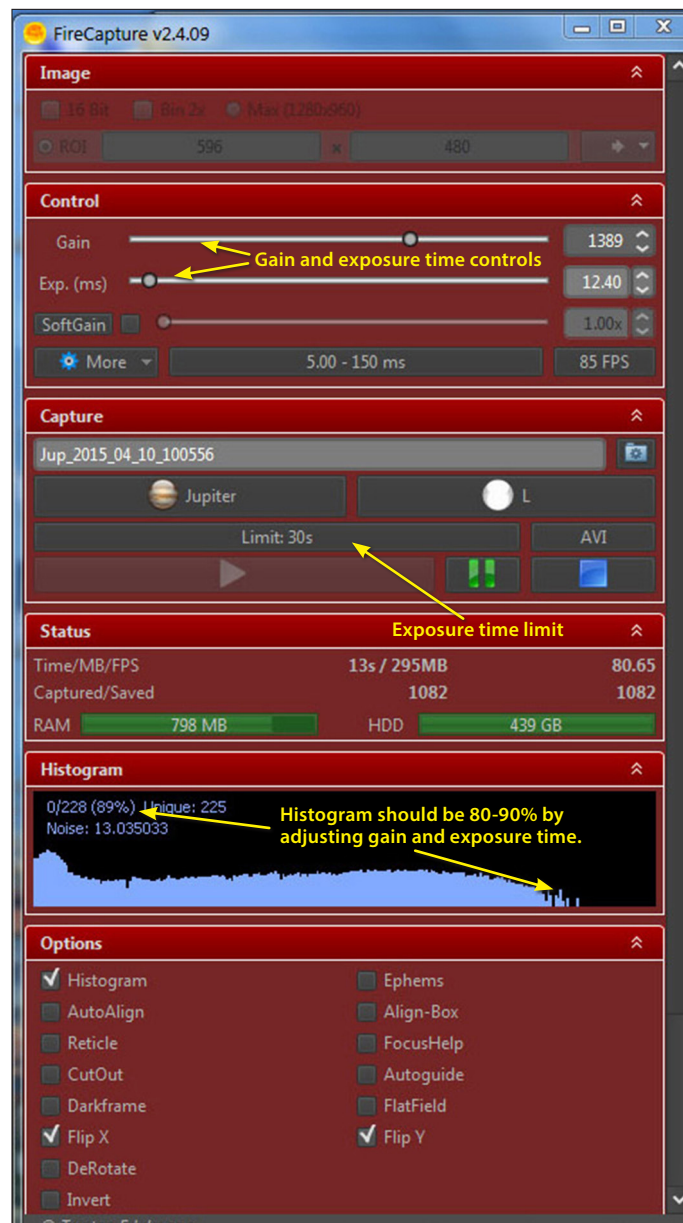 FireCapture v2.4.09
Image
16 Bit Bin 2x Max (1280x960)
ROI 596 x 480
Control
Gain 1389
Gain and exposure time controls
Exp. (ms) 12.40
SoftGain 1.00x
More 5.00 - 150 ms 85 FPS
Capture
Jup_2015_04_10_100556
Jupiter L
Limit: 30s AVI
Exposure time limit
Status
Time/MB/FPS 13s / 295MB 80.65
Captured/Saved 1082 1082
RAM 798 MB HDD 439 GB
Histogram
0/228 (89%) Unique: 225
Noise: 13.035033
Histogram should be 80-90% by
adjusting gain and exposure time.
Options
Histogram Ephems
AutoAlign Align-Box
Reticle FocusHelp
CutOut Autoguide
Darkframe FlatField
Flip X Flip Y
DeRotate
Invert